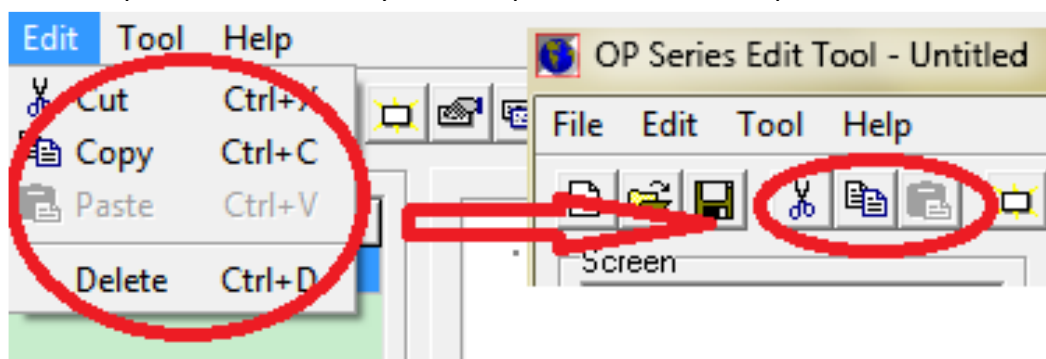 Edit Tool Help
Cut Ctrl+X
Copy Ctrl+C
Paste Ctrl+V
Delete Ctrl+D
OP Series Edit Tool - Untitled
File Edit Tool Help
Screen